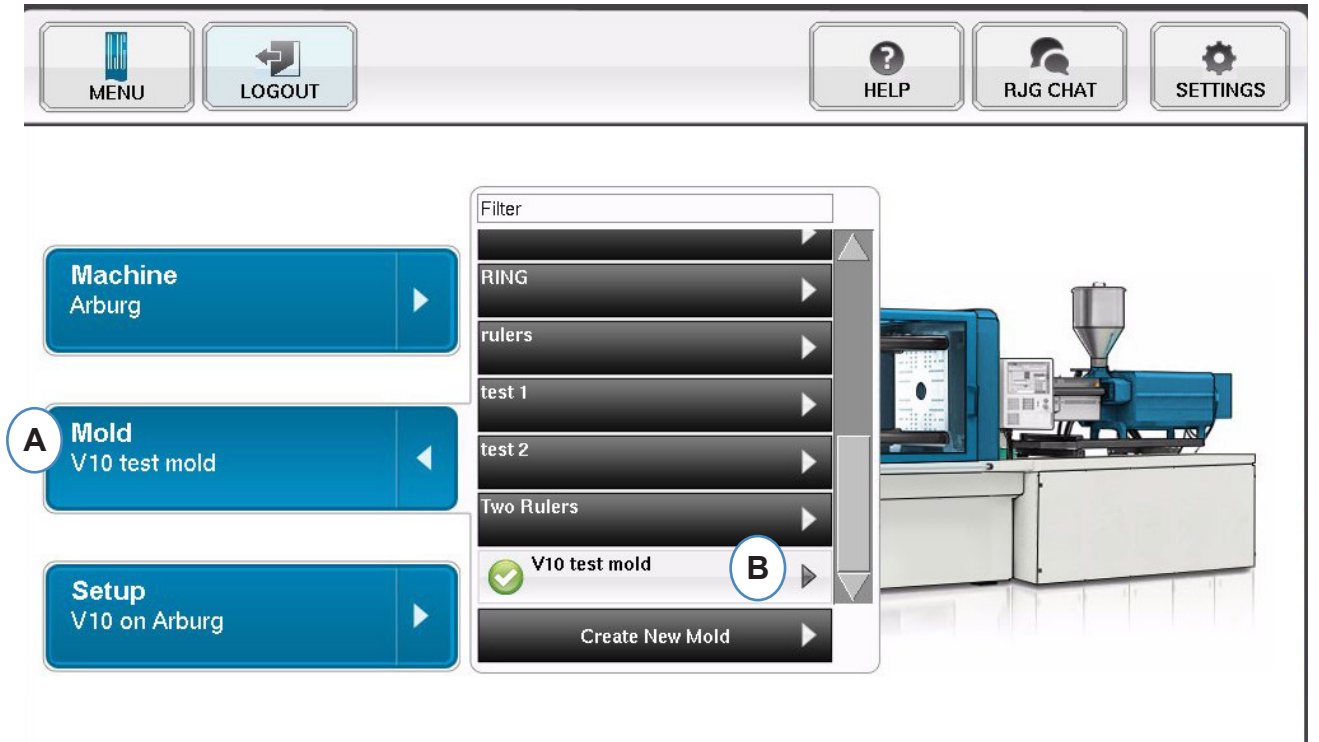 MENU
LOGOUT
HELP
RJG CHAT
SETTINGS
Machine
Arburg
A
Mold
V10 test mold
Setup
V10 on Arburg
Filter
RING
rulers
test 1
test 2
Two Rulers
V10 test mold
B
Create New Mold